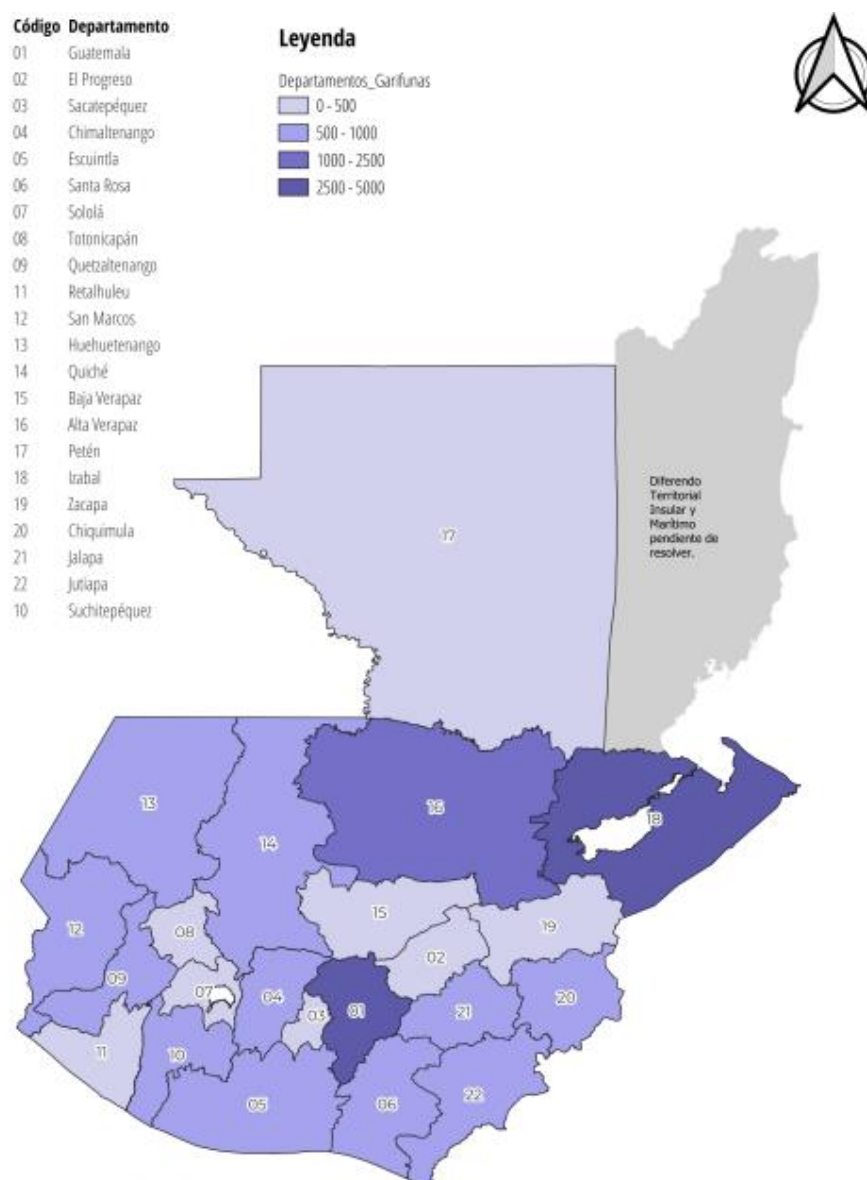 Código Departamento
01 Guatemala
02 El Progreso
03 Sacatepéquez
04 Chimaltenango
05 Escuintla
06 Santa Rosa
07 Sololá
08 Totonicapán
09 Quetzaltenango
11 Retalhuleu
12 San Marcos
13 Huehuetenango
14 Quiché
15 Baja Verapaz
16 Alta Verapaz
17 Petén
18 Izabal
19 Zacapa
20 Chiquimula
21 Jalapa
22 Jutiapa
10 Suchitepéquez
Leyenda
Departamentos_Garifunas
0 - 500
500 - 1000
1000 - 2500
2500 - 5000
Diferendo
Territorial
Insular y
Marítimo
pendiente de
resolver.
17
13
16
18
14
15
08
19
12
02
09
07
04
03
01
21
20
11
10
05
06
22